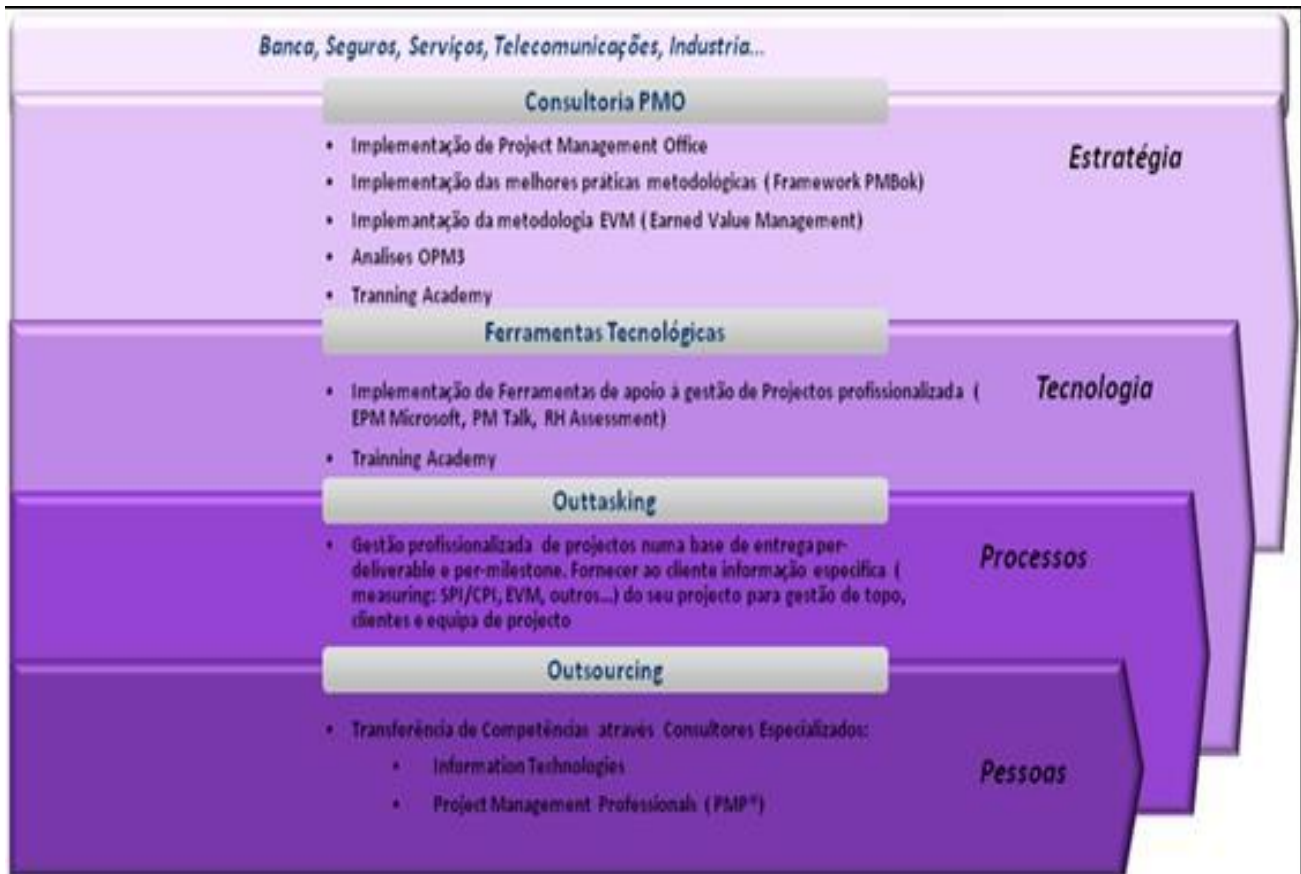 Banca, Seguros, Serviços, Telecomunicações, Industria...
Consultoria PMO
• Implementação de Project Management Office
• Implementação das melhores práticas metodológicas ( Framework PMBok)
• Implemantação da metodologia EVM ( Earned Value Management)
• Analises OPM3
• Tranning Academy
Estratégia
Ferramentas Tecnológicas
• Implementação de Ferramentas de apoio à gestão de Projectos profissionalizada (
EPM Microsoft, PM Talk, RH Assessment)
• Trainning Academy
Tecnologia
Outtasking
• Gestão profissionalizada de projectos numa base de entrega per-
deliverable e per-milestone. Fornecer ao cliente informação especifica (
measuring: SPI/CPI, EVM, outros...) do seu projecto para gestão de topo,
clientes e equipa de projecto
Processos
Outsourcing
• Transferência de Competências através Consultores Especializados:
• Information Technologies
• Project Management Professionals ( PMP®)
Pessoas